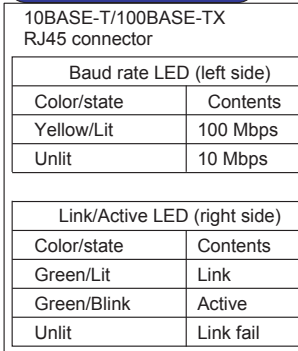 10BASE-T/100BASE-TX
RJ45 connector
Baud rate LED (left side)
Color/state Contents
Yellow/Lit 100 Mbps
Unlit 10 Mbps
Link/Active LED (right side)
Color/state Contents
Green/Lit Link
Green/Blink Active
Unlit Link fail